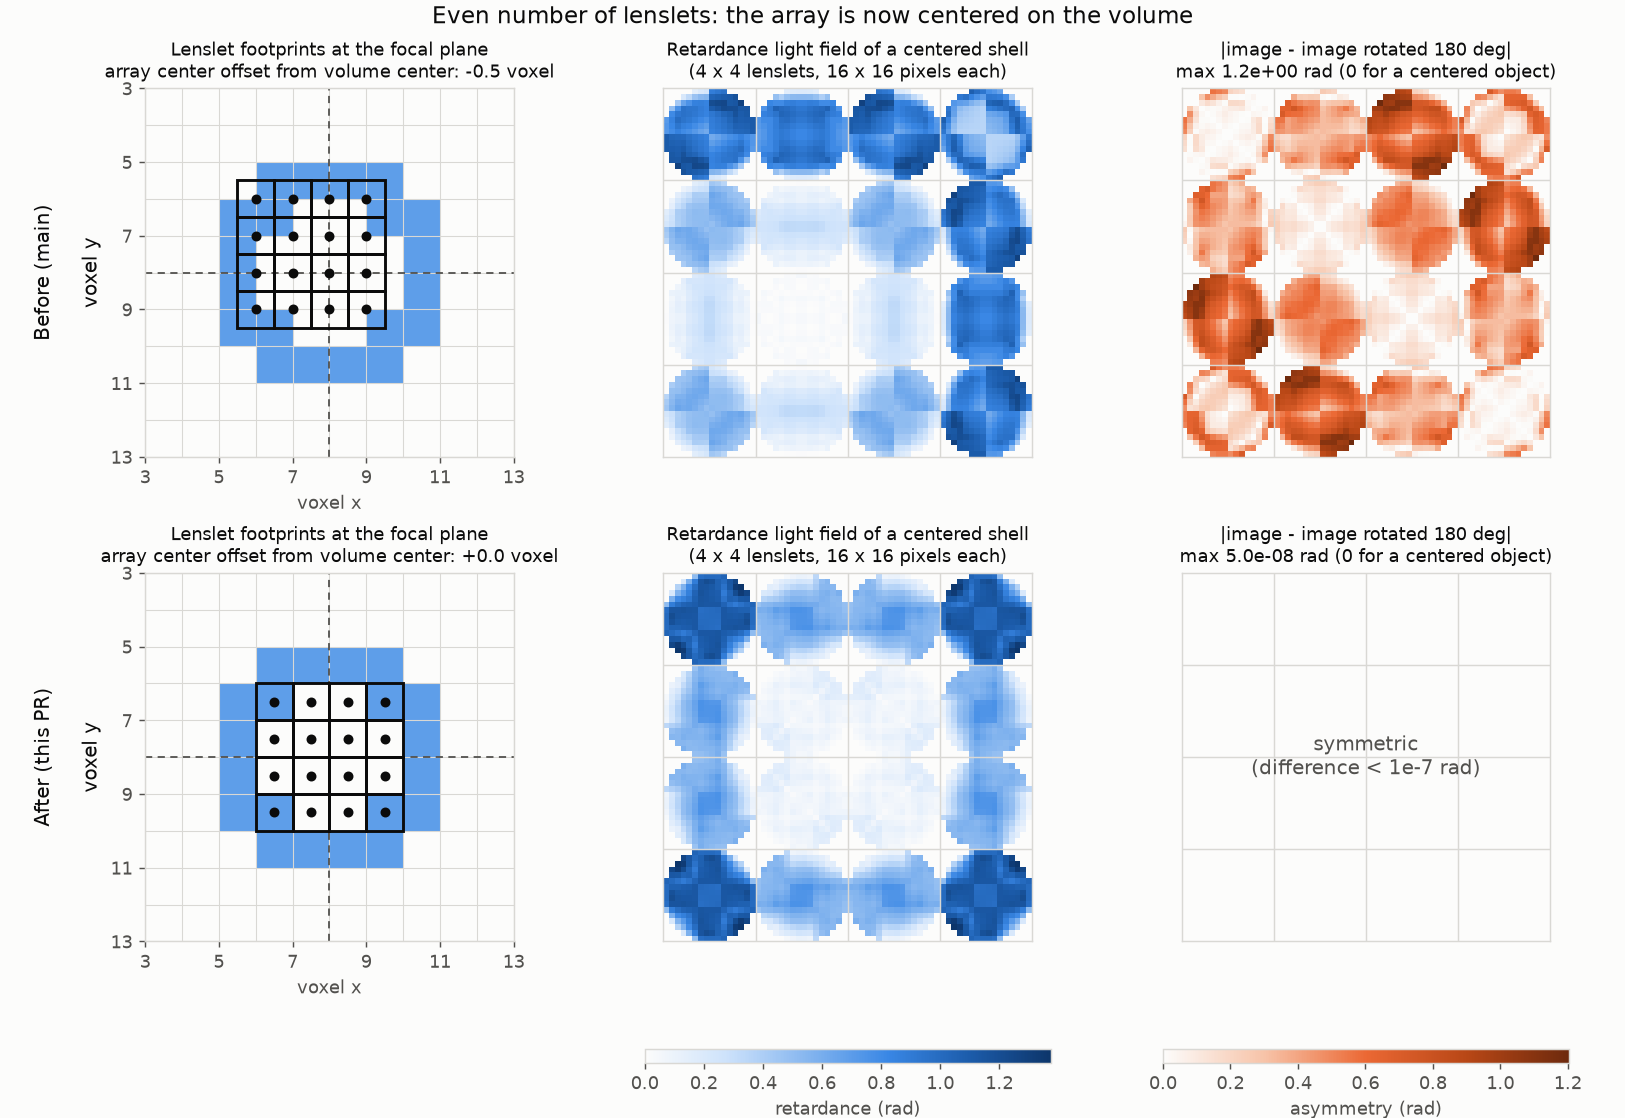 Even number of lenslets: the array is now centered on the volume
Lenslet footprints at the focal plane
array center offset from volume center: -0.5 voxel
Retardance light field of a centered shell
(4 x 4 lenslets, 16 x 16 pixels each)
|image - image rotated 180 deg|
max 1.2e+00 rad (0 for a centered object)
Before (main)
voxel y
3
5
7
9
11
13
3
5
7
9
11
13
voxel x
Lenslet footprints at the focal plane
array center offset from volume center: +0.0 voxel
Retardance light field of a centered shell
(4 x 4 lenslets, 16 x 16 pixels each)
|image - image rotated 180 deg|
max 5.0e-08 rad (0 for a centered object)
After (this PR)
voxel y
3
5
7
9
11
13
3
5
7
9
11
13
voxel x
symmetric
(difference < 1e-7 rad)
0.0
0.2
0.4
0.6
0.8
1.0
1.2
retardance (rad)
0.0
0.2
0.4
0.6
0.8
1.0
1.2
asymmetry (rad)